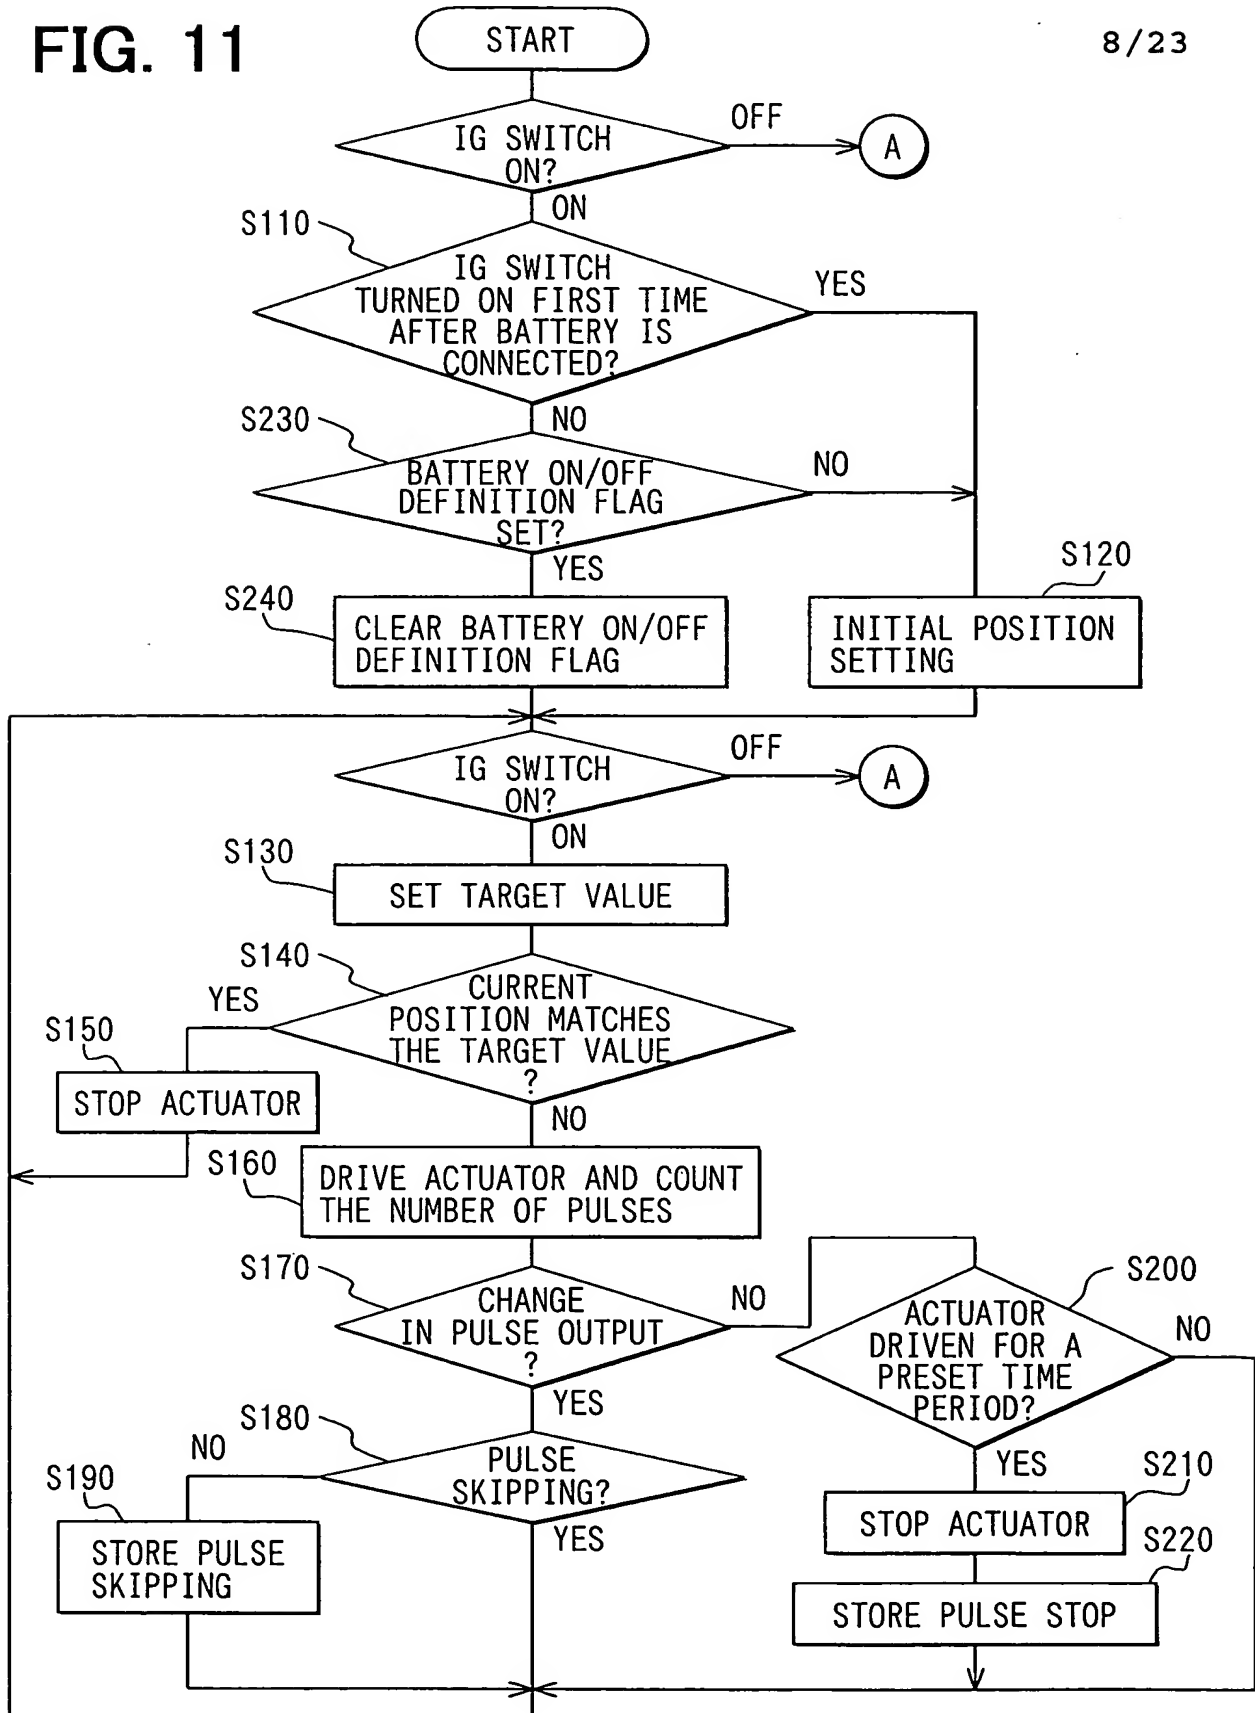 FIG. 11
8/23
START
IG SWITCH
ON?
OFF
A
ON
S110
IG SWITCH
TURNED ON FIRST TIME
AFTER BATTERY IS
CONNECTED?
YES
NO
S230
BATTERY ON/OFF
DEFINITION FLAG
SET?
NO
YES
S240
CLEAR BATTERY ON/OFF
DEFINITION FLAG
S120
INITIAL POSITION
SETTING
IG SWITCH
ON?
OFF
A
ON
S130
SET TARGET VALUE
S140
CURRENT
POSITION MATCHES
THE TARGET VALUE
?
YES
S150
STOP ACTUATOR
NO
S160
DRIVE ACTUATOR AND COUNT
THE NUMBER OF PULSES
S170
CHANGE
IN PULSE OUTPUT
?
NO
YES
S200
ACTUATOR
DRIVEN FOR A
PRESET TIME
PERIOD?
NO
YES
S180
PULSE
SKIPPING?
NO
YES
S190
STORE PULSE
SKIPPING
S210
STOP ACTUATOR
S220
STORE PULSE STOP